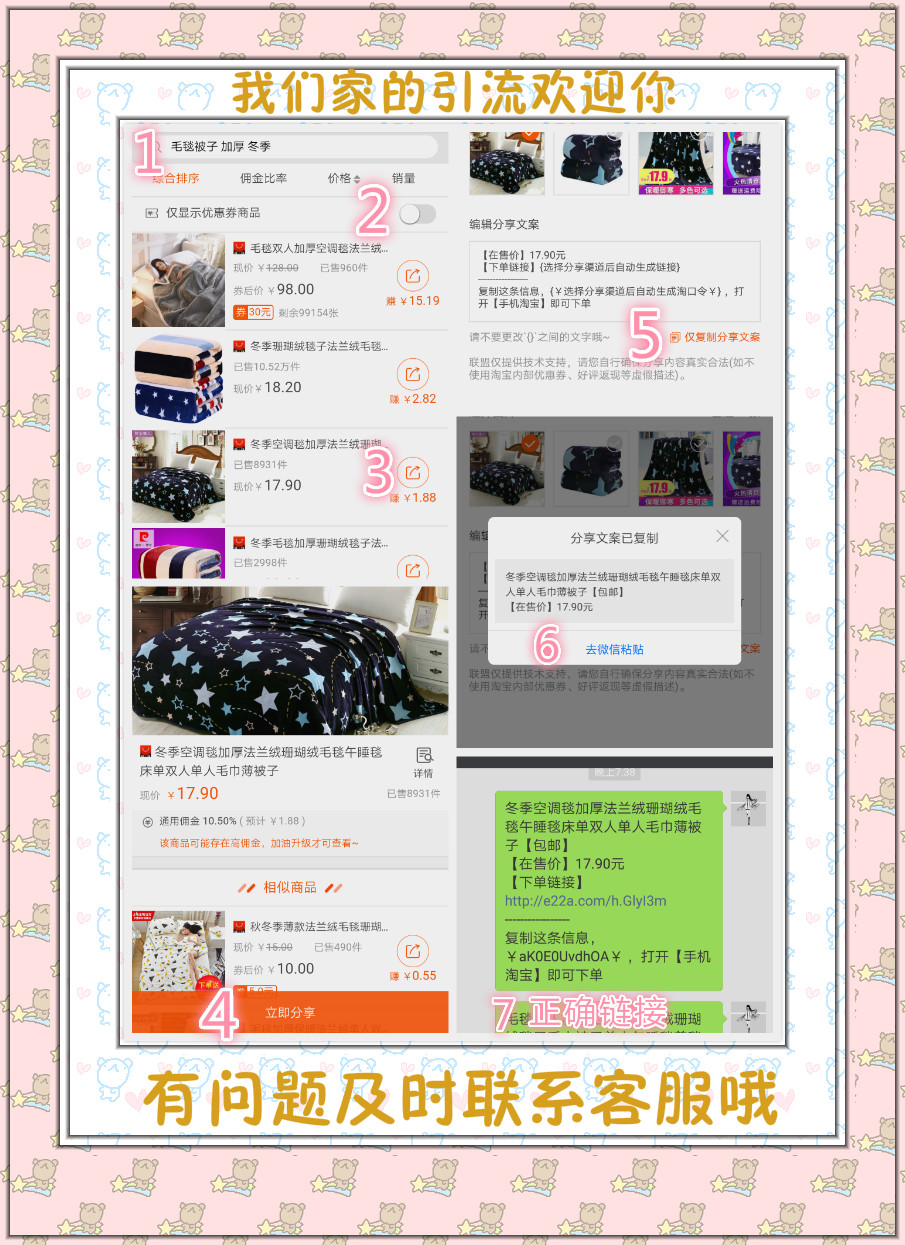 我们家的引流欢迎你
1
毛毯被子 加厚 冬季
综合排序 佣金比率 价格 销量
2
仅显示优惠券商品
毛毯双人加厚空调毯法兰绒...
现价 ￥128.00 已售960件
券后价 ￥98.00
赚 ￥15.19
券 30元 剩余99154张
冬季珊瑚绒毯子法兰绒毛毯...
已售10.52万件
现价￥18.20
赚 ￥2.82
冬季空调毯加厚法兰绒珊瑚
已售8931件
3
现价￥17.90
赚 ￥1.88
冬季毛毯加厚珊瑚绒毯子法...
已售2998件
冬季空调毯加厚法兰绒珊瑚绒毛毯午睡毯
床单双人单人毛巾薄被子
详情
现价 ￥17.90
已售8931件
通用佣金 10.50% ( 预计 ￥1.88 )
该商品可能存在高佣金，加油升级才可查看~
相似商品
秋冬季薄款法兰绒毛毯珊瑚...
现价 ￥15.00 已售490件
券后价 ￥10.00
赚 ￥0.55
4
立即分享
17.9
保暖御寒 多色可选
编辑分享文案
【在售价】17.90元
【下单链接】{选择分享渠道后自动生成链接}
--------------------
复制这条信息，{￥选择分享渠道后自动生成淘口令￥} ，打
开【手机淘宝】即可下单
请不要更改‘{}’之间的文字哦~
5
仅复制分享文案
联盟仅提供技术支持，请您自行确保分享内容真实合法(如不
使用淘宝内部优惠券、好评返现等虚假描述)。
17.9
保暖御寒 多色可选
分享文案已复制
冬季空调毯加厚法兰绒珊瑚绒毛毯午睡毯床单双
人单人毛巾薄被子【包邮】
【在售价】17.90元
6
去微信粘贴
文案
联盟仅提供技术支持，请您自行确保分享内容真实合法(如不
使用淘宝内部优惠券、好评返现等虚假描述)。
晚上7:38
冬季空调毯加厚法兰绒珊瑚绒毛
毯午睡毯床单双人单人毛巾薄被
子【包邮】
【在售价】17.90元
【下单链接】
http://e22a.com/h.GlyI3m
-----------------
复制这条信息，
￥aK0E0UvdhOA￥ ，打开【手机
淘宝】即可下单
7 正确链接
有问题及时联系客服哦